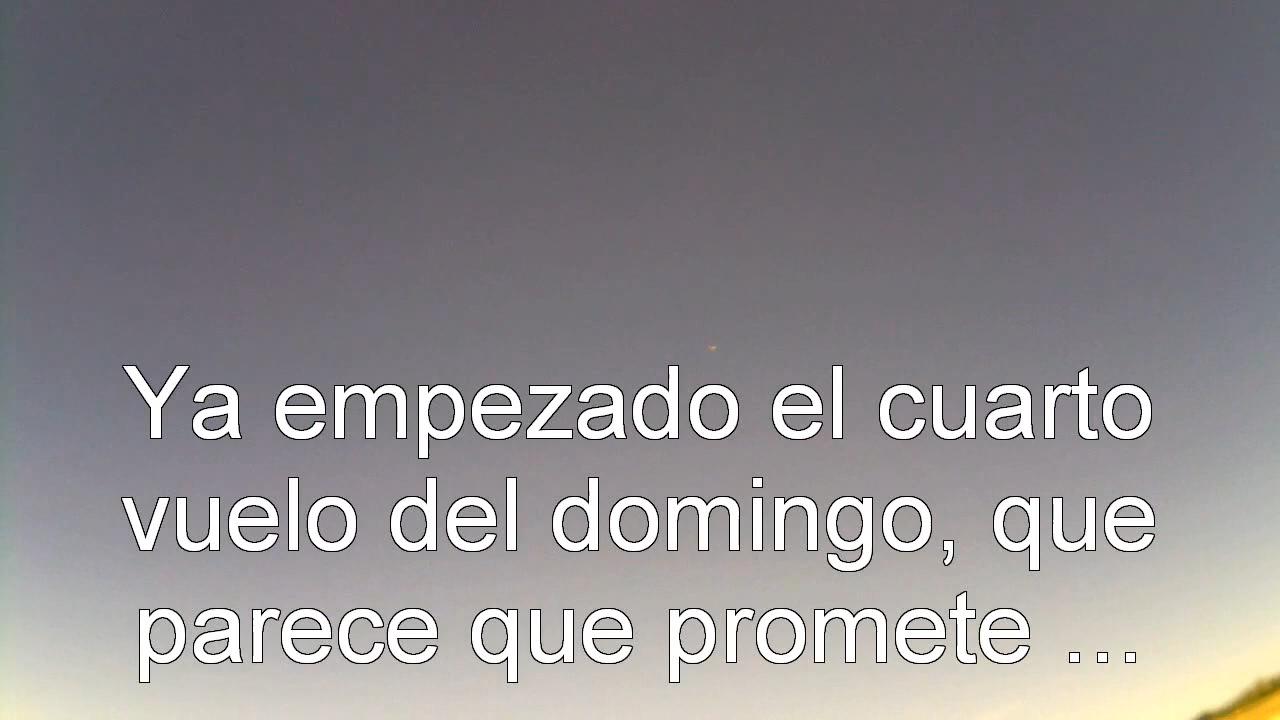 Ya empezado el cuarto
vuelo del domingo, que
parece que promete ...